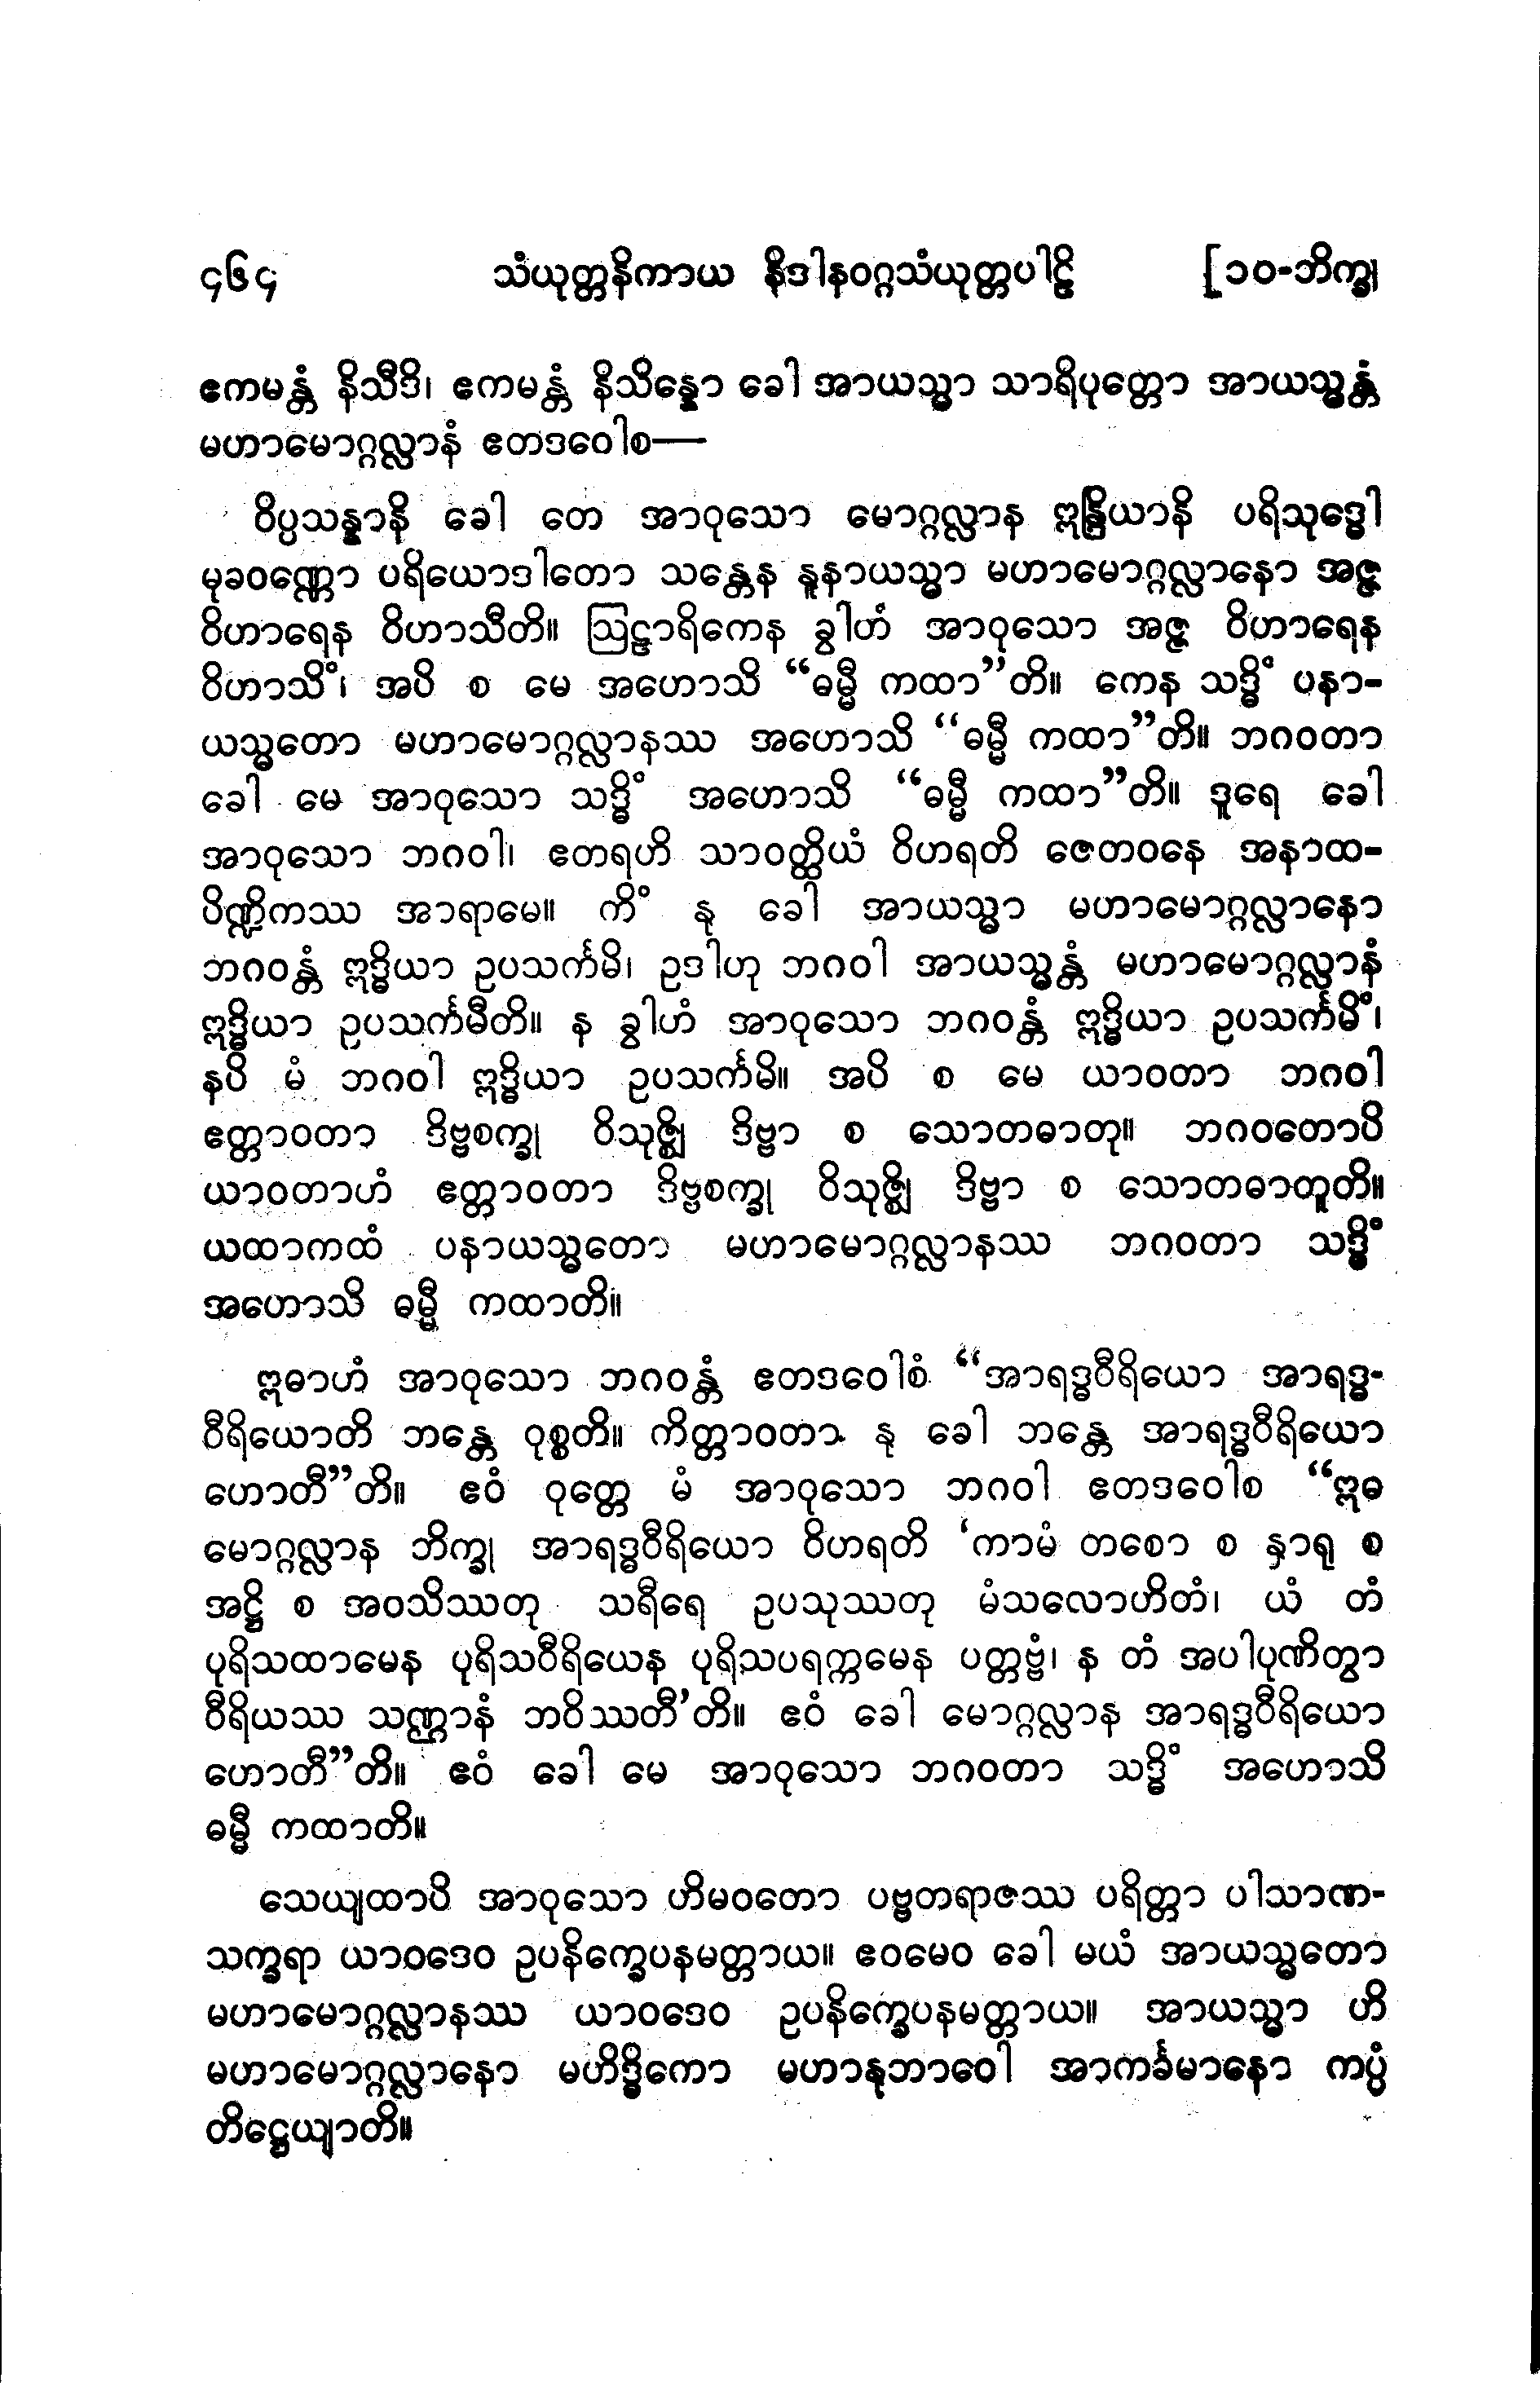 ၄၆၄ သံယုတ္တနိကာယ နိဒါနဝဂ္ဂသံယုတ္တပါဠိ [၁၀-ဘိက္ခု
ဧကမန္တံ နိသီဒိ၊ ဧကမန္တံ နိသိန္နော ခေါ အာယသ္မာ သာရိပုတ္တော အာယသ္မန္တံ
မဟာမောဂ္ဂလ္လာနံ ဧတဒဝေါစ—
ဝိပ္ပသန္နာနိ ခေါ တေ အာဝုသော မောဂ္ဂလ္လာန ဣန္ဒြိယာနိ ပရိသုဒ္ဓေါ
မုခဝဏ္ဏော ပရိယောဒါတော သန္တေန နူနာယသ္မာ မဟာမောဂ္ဂလ္လာနော အဇ္ဇ
ဝိဟာရေန ဝိဟာသီတိ။ ဩဠာရိကေန ခွါဟံ အာဝုသော အဇ္ဇ ဝိဟာရေန
ဝိဟာသိံ၊ အပိ စ မေ အဟောသိ “ဓမ္မီ ကထာ”တိ။ ကေန သဒ္ဓိံ ပနာ-
ယသ္မတော မဟာမောဂ္ဂလ္လာနဿ အဟောသိ “ဓမ္မီ ကထာ”တိ။ ဘဂဝတာ
ခေါ မေ အာဝုသော သဒ္ဓိံ အဟောသိ “ဓမ္မီ ကထာ”တိ။ ဒူရေ ခေါ
အာဝုသော ဘဂဝါ၊ ဧတရဟိ သာဝတ္ထိယံ ဝိဟရတိ ဇေတဝနေ အနာထ-
ပိဏ္ဍိကဿ အာရာမေ။ ကိံ နု ခေါ အာယသ္မာ မဟာမောဂ္ဂလ္လာနော
ဘဂဝန္တံ ဣဒ္ဓိယာ ဥပသင်္ကမိ၊ ဥဒါဟု ဘဂဝါ အာယသ္မန္တံ မဟာမောဂ္ဂလ္လာနံ
ဣဒ္ဓိယာ ဥပသင်္ကမီတိ။ န ခွါဟံ အာဝုသော ဘဂဝန္တံ ဣဒ္ဓိယာ ဥပသင်္ကမိံ၊
နပိ မံ ဘဂဝါ ဣဒ္ဓိယာ ဥပသင်္ကမိ။ အပိ စ မေ ယာဝတာ ဘဂဝါ
ဧတ္တာဝတာ ဒိဗ္ဗစက္ခု ဝိသုဇ္ဈိ ဒိဗ္ဗာ စ သောတဓာတု။ ဘဂဝတောပိ
ယာဝတာဟံ ဧတ္တာဝတာ ဒိဗ္ဗစက္ခု ဝိသုဇ္ဈိ ဒိဗ္ဗာ စ သောတဓာတူတိ။
ယထာကထံ ပနာယသ္မတော မဟာမောဂ္ဂလ္လာနဿ ဘဂဝတာ သဒ္ဓိံ
အဟောသိ ဓမ္မီ ကထာတိ။
ဣဓာဟံ အာဝုသော ဘဂဝန္တံ ဧတဒဝေါစံ “အာရဒ္ဓဝီရိယော အာရဒ္ဓ-
ဝီရိယောတိ ဘန္တေ ဝုစ္စတိ။ ကိတ္တာဝတာ နု ခေါ ဘန္တေ အာရဒ္ဓဝီရိယော
ဟောတီ”တိ။ ဧဝံ ဝုတ္တေ မံ အာဝုသော ဘဂဝါ ဧတဒဝေါစ “ဣဓ
မောဂ္ဂလ္လာန ဘိက္ခု အာရဒ္ဓဝီရိယော ဝိဟရတိ ‘ကာမံ တစော စ နှာရု စ
အဋ္ဌိ စ အဝသိဿတု သရီရေ ဥပသုဿတု မံသလောဟိတံ၊ ယံ တံ
ပုရိသထာမေန ပုရိသဝီရိယေန ပုရိသပရက္ကမေန ပတ္တဗ္ဗံ၊ န တံ အပါပုဏိတွာ
ဝီရိယဿ သဏ္ဌာနံ ဘဝိဿတီ’တိ။ ဧဝံ ခေါ မောဂ္ဂလ္လာန အာရဒ္ဓဝီရိယော
ဟောတီ”တိ။ ဧဝံ ခေါ မေ အာဝုသော ဘဂဝတာ သဒ္ဓိံ အဟောသိ
ဓမ္မီ ကထာတိ။
သေယျထာပိ အာဝုသော ဟိမဝတော ပဗ္ဗတရာဇဿ ပရိတ္တာ ပါသာဏ-
သက္ခရာ ယာဝဒေဝ ဥပနိက္ခေပနမတ္တာယ။ ဧဝမေဝ ခေါ မယံ အာယသ္မတော
မဟာမောဂ္ဂလ္လာနဿ ယာဝဒေဝ ဥပနိက္ခေပနမတ္တာယ။ အာယသ္မာ ဟိ
မဟာမောဂ္ဂလ္လာနော မဟိဒ္ဓိကော မဟာနုဘာဝေါ အာကင်္ခမာနော ကပ္ပံ
တိဋ္ဌေယျာတိ။